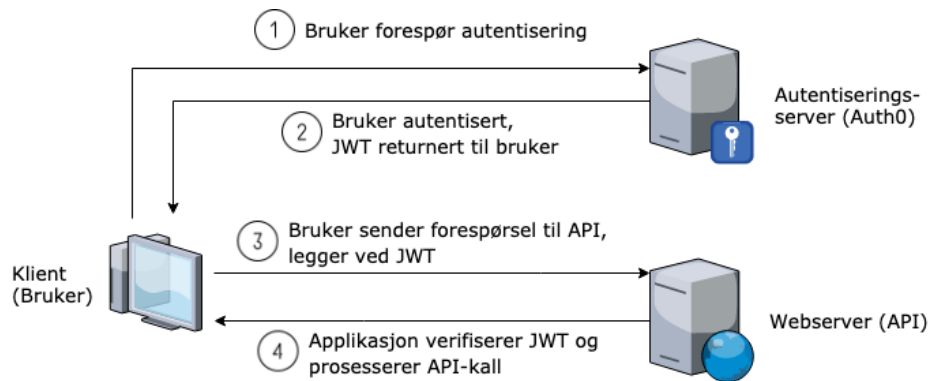 1 Bruker forespør autentisering
Autentiserings-
server (Auth0)
2 Bruker autentisert,
JWT returnert til bruker
3 Bruker sender forespørsel til API,
legger ved JWT
Klient
(Bruker)
Webserver (API)
4 Applikasjon verifiserer JWT og
prosesserer API-kall